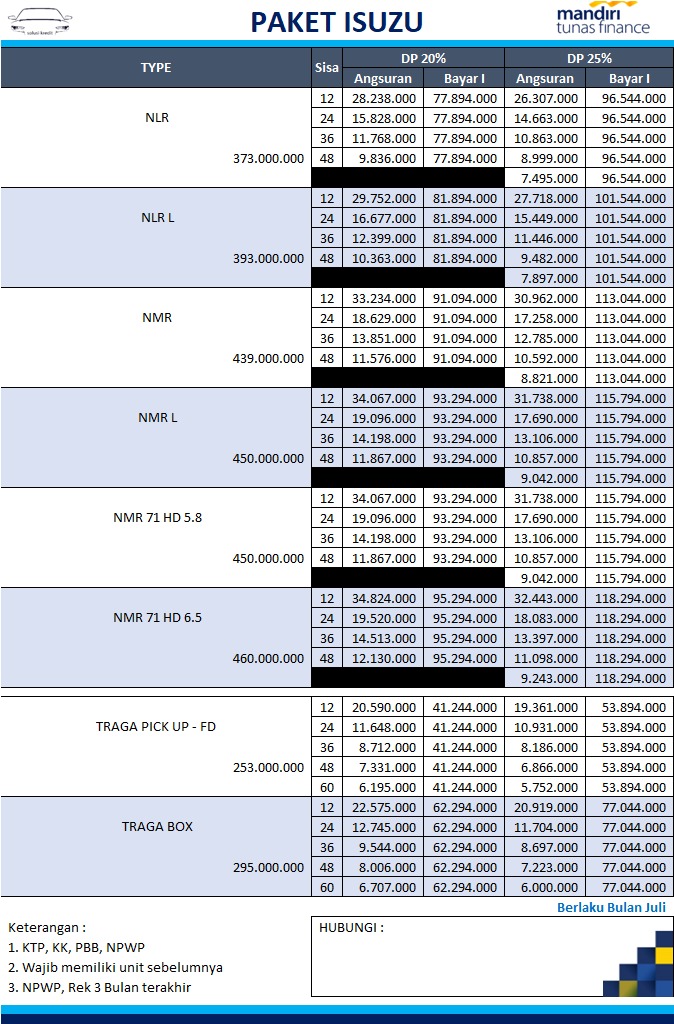 solusi kredit
PAKET ISUZU
mandiri
tunas finance
TYPE Sisa DP 20% DP 25%
Angsuran Bayar I Angsuran Bayar I
NLR
373.000.000
12 28.238.000 77.894.000 26.307.000 96.544.000
24 15.828.000 77.894.000 14.663.000 96.544.000
36 11.768.000 77.894.000 10.863.000 96.544.000
48 9.836.000 77.894.000 8.999.000 96.544.000
7.495.000 96.544.000
NLR L
393.000.000
12 29.752.000 81.894.000 27.718.000 101.544.000
24 16.677.000 81.894.000 15.449.000 101.544.000
36 12.399.000 81.894.000 11.446.000 101.544.000
48 10.363.000 81.894.000 9.482.000 101.544.000
7.897.000 101.544.000
NMR
439.000.000
12 33.234.000 91.094.000 30.962.000 113.044.000
24 18.629.000 91.094.000 17.258.000 113.044.000
36 13.851.000 91.094.000 12.785.000 113.044.000
48 11.576.000 91.094.000 10.592.000 113.044.000
8.821.000 113.044.000
NMR L
450.000.000
12 34.067.000 93.294.000 31.738.000 115.794.000
24 19.096.000 93.294.000 17.690.000 115.794.000
36 14.198.000 93.294.000 13.106.000 115.794.000
48 11.867.000 93.294.000 10.857.000 115.794.000
9.042.000 115.794.000
NMR 71 HD 5.8
450.000.000
12 34.067.000 93.294.000 31.738.000 115.794.000
24 19.096.000 93.294.000 17.690.000 115.794.000
36 14.198.000 93.294.000 13.106.000 115.794.000
48 11.867.000 93.294.000 10.857.000 115.794.000
9.042.000 115.794.000
NMR 71 HD 6.5
460.000.000
12 34.824.000 95.294.000 32.443.000 118.294.000
24 19.520.000 95.294.000 18.083.000 118.294.000
36 14.513.000 95.294.000 13.397.000 118.294.000
48 12.130.000 95.294.000 11.098.000 118.294.000
9.243.000 118.294.000
TRAGA PICK UP - FD
253.000.000
12 20.590.000 41.244.000 19.361.000 53.894.000
24 11.648.000 41.244.000 10.931.000 53.894.000
36 8.712.000 41.244.000 8.186.000 53.894.000
48 7.331.000 41.244.000 6.866.000 53.894.000
60 6.195.000 41.244.000 5.752.000 53.894.000
TRAGA BOX
295.000.000
12 22.575.000 62.294.000 20.919.000 77.044.000
24 12.745.000 62.294.000 11.704.000 77.044.000
36 9.544.000 62.294.000 8.697.000 77.044.000
48 8.006.000 62.294.000 7.223.000 77.044.000
60 6.707.000 62.294.000 6.000.000 77.044.000
Berlaku Bulan Juli
Keterangan :
1. KTP, KK, PBB, NPWP
2. Wajib memiliki unit sebelumnya
3. NPWP, Rek 3 Bulan terakhir
HUBUNGI :